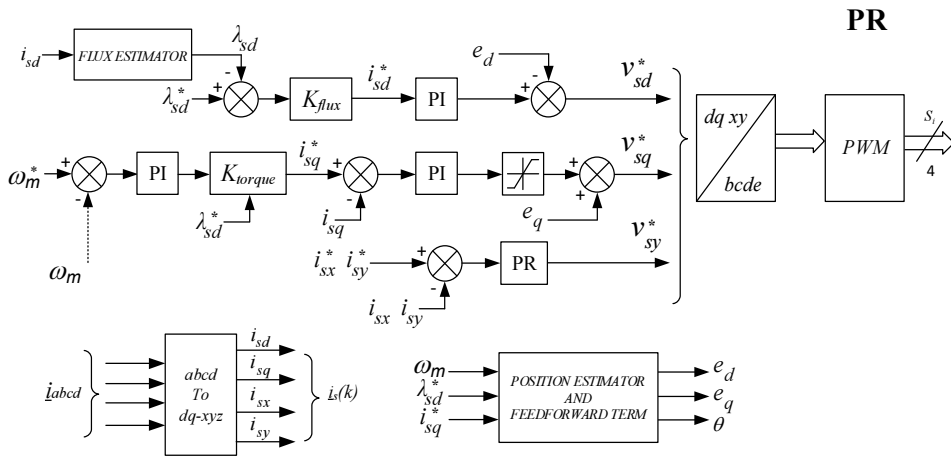 PR
i_sd
FLUX ESTIMATOR
λ_sd
-
+
λ*_sd
K_flux
i*_sd
PI
e_d
-
+
v*_sd
dq xy
bcde
PWM
S_i
4
ω*_m
+
-
PI
K_torque
λ*_sd
i*_sq
+
-
i_sq
PI
+
+
e_q
v*_sq
ω_m
i*_sx i*_sy
+
-
i_sx i_sy
PR
v*_sy
i_abcd
abcd
To
dq-xyz
i_sd
i_sq
i_sx
i_sy
i_s(k)
ω_m
λ*_sd
i*_sq
POSITION ESTIMATOR
AND
FEEDFORWARD TERM
e_d
e_q
θ